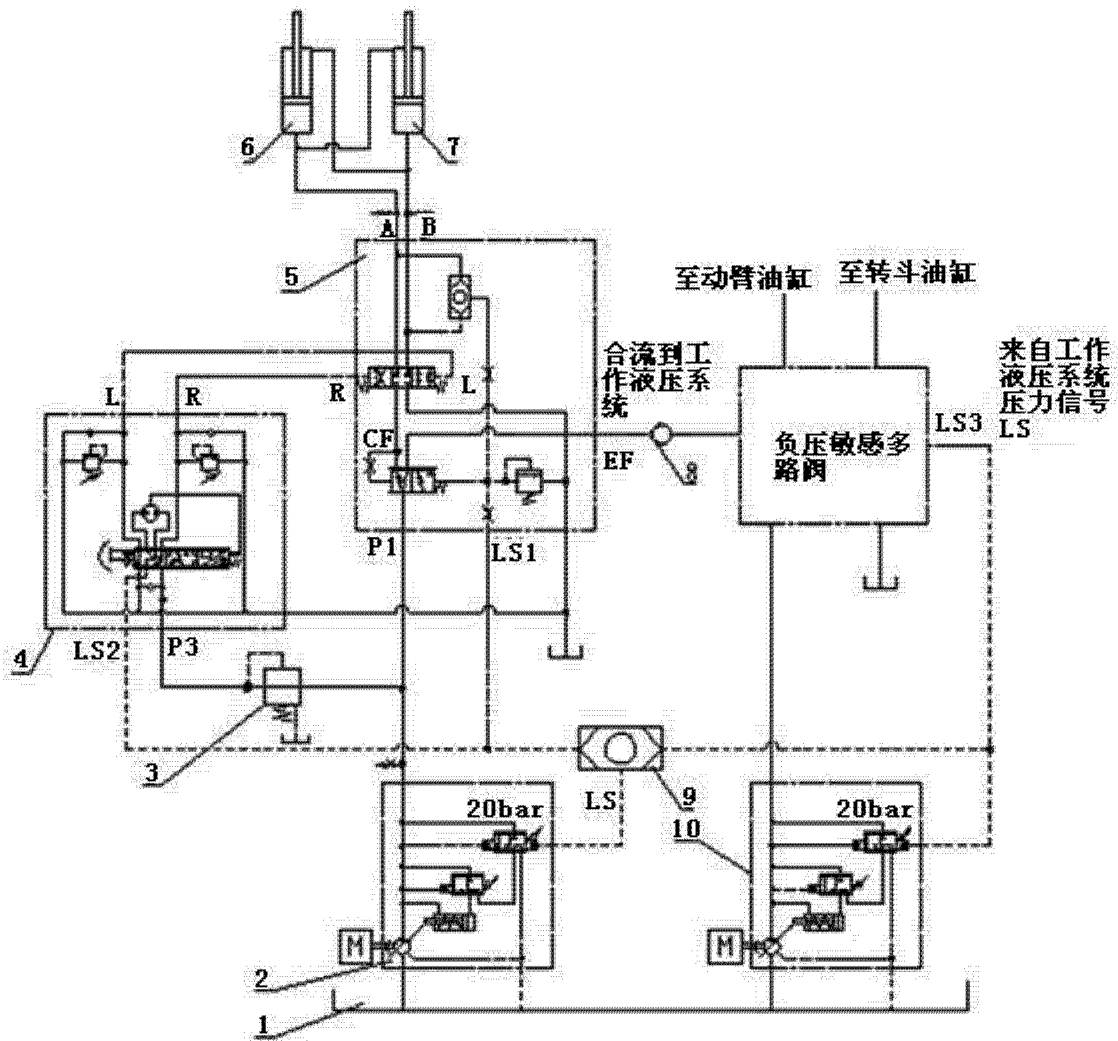 6
7
A
B
5
至动臂油缸
至转斗油缸
合流到工
作液压系
统
来自工作
液压系统
压力信号
LS
L
R
R
L
LS3
CF
EF
8
负压敏感多
路阀
P1
LS1
4
LS2
P3
3
LS
9
10
20bar
20bar
M
M
2
1